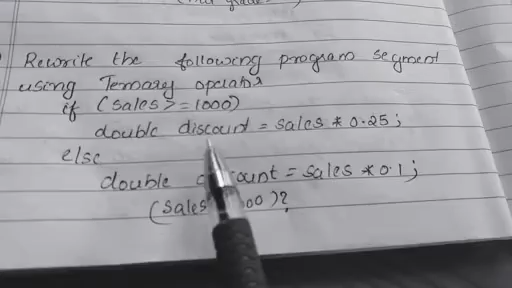 Rewrite the following program segment
using Ternary operator
if (sales >= 1000)
double discount = sales * 0.25;
else
double = sales * 0.1;
(sales )?